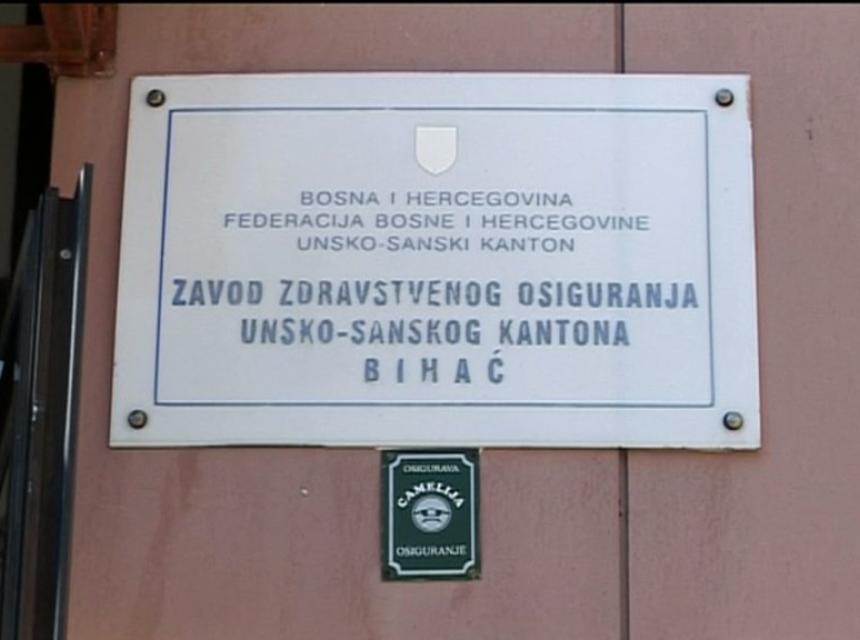 BOSNA I HERCEGOVINA
FEDERACIJA BOSNE I HERCEGOVINE
UNSKO-SANSKI KANTON
ZAVOD ZDRAVSTVENOG OSIGURANJA
UNSKO-SANSKOG KANTONA
BIHAĆ
OSIGURAVA
CAMELIJA
OSIGURANJE